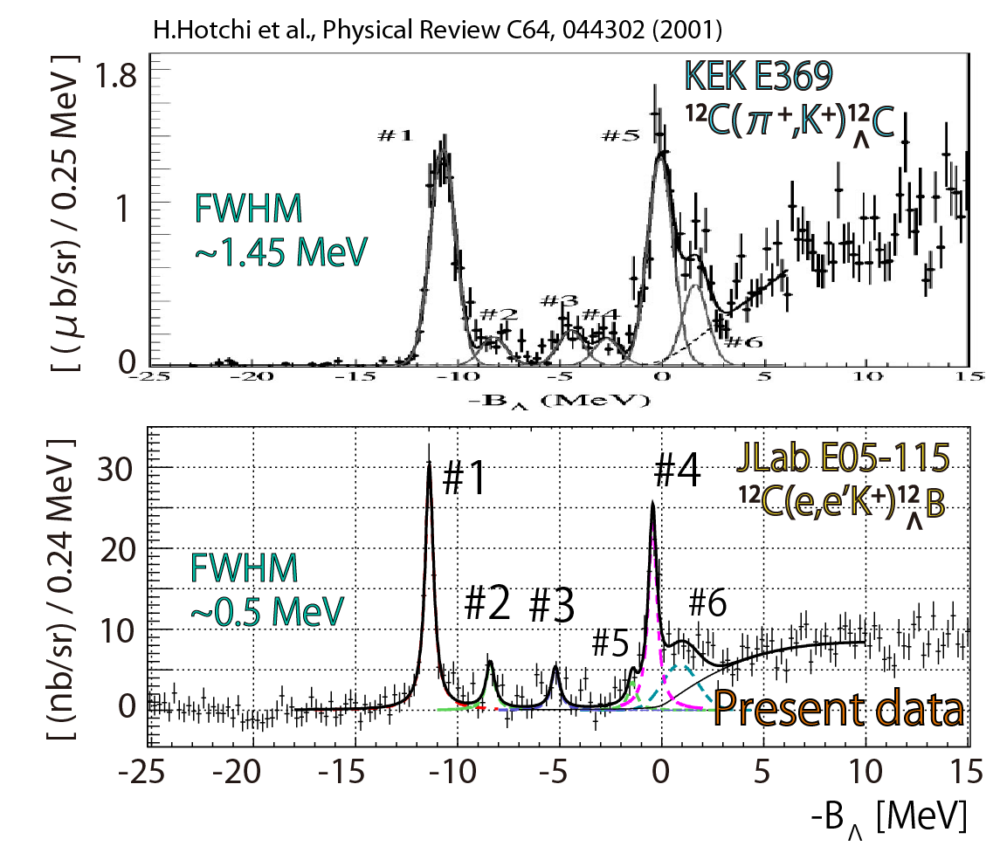 H.Hotchi et al., Physical Review C64, 044302 (2001)
[ (μ b/sr) / 0.25 MeV ]
1.8
1
0
KEK E369
¹²C(π⁺,K⁺)¹²ΛC
#1
#5
FWHM
~1.45 MeV
#3
#2
#4
#6
-25 -20 -15 -10 -5 0 5 10 15
-BΛ (MeV)
[ (nb/sr) / 0.24 MeV ]
30
20
10
0
JLab E05-115
¹²C(e,e′K⁺)¹²ΛB
#1
#4
FWHM
~0.5 MeV
#2
#3
#6
#5
Present data
-25 -20 -15 -10 -5 0 5 10 15
-BΛ [MeV]